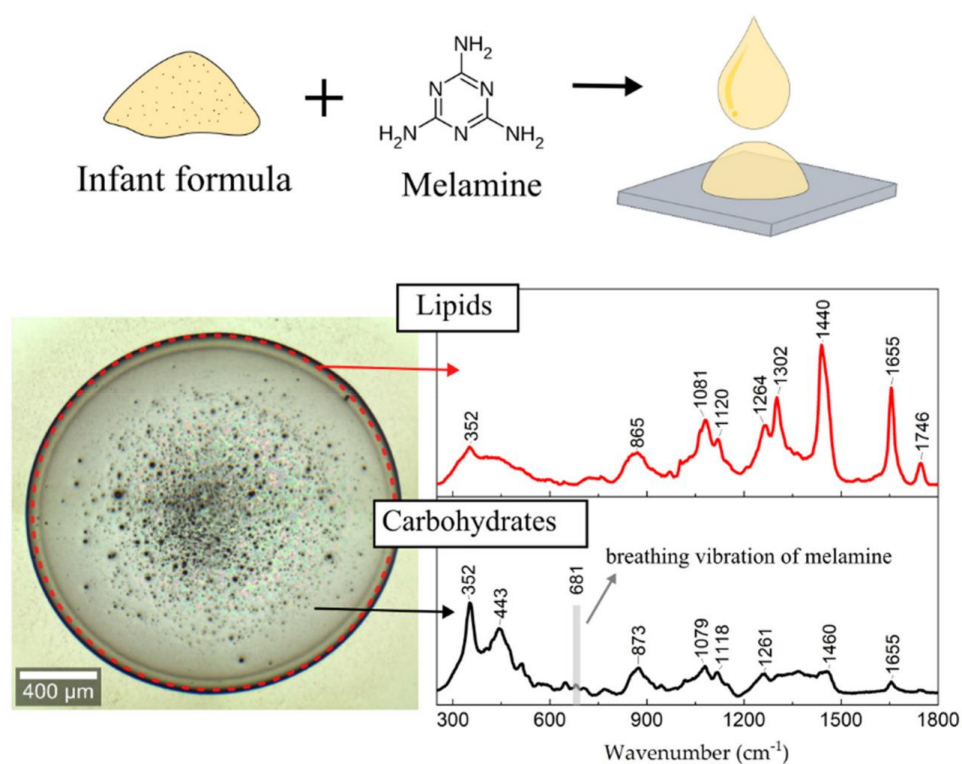 NH₂
N
N
H₂N
N
NH₂
Infant formula
+
Melamine
Lipids
352
865
1081
1120
1264
1302
1440
1655
1746
Carbohydrates
breathing vibration of melamine
352
443
681
873
1079
1118
1261
1460
1655
400 μm
300
600
900
1200
1500
1800
Wavenumber (cm⁻¹)